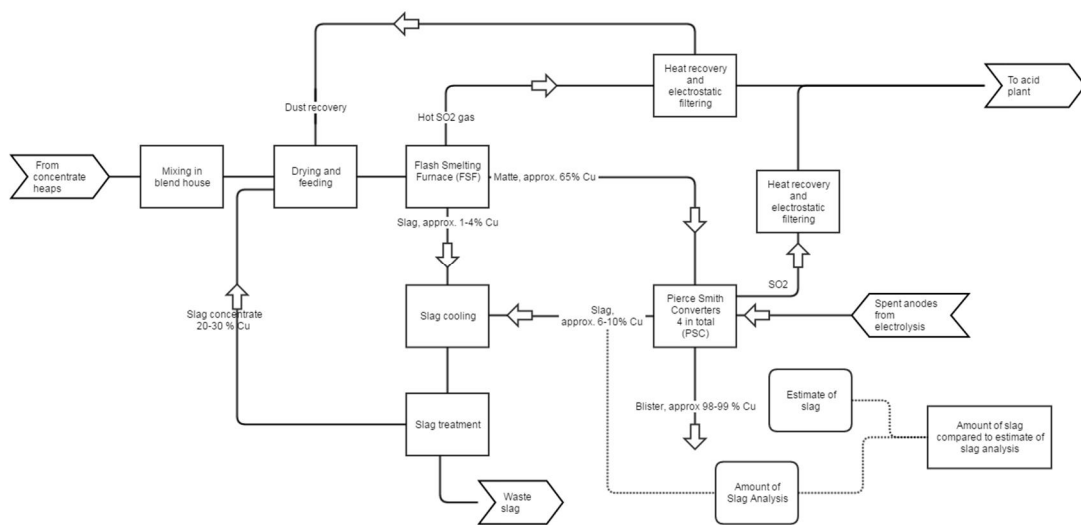 Heat recovery
and
electrostatic
filtering
To acid
plant
Dust recovery
Hot SO2 gas
From
concentrate
heaps
Mixing in
blend house
Drying and
feeding
Flash Smelting
Furnace (FSF)
Matte, approx. 65% Cu
Heat recovery
and
electrostatic
filtering
Slag, approx. 1-4% Cu
SO2
Slag concentrate
20-30 % Cu
Slag cooling
Slag,
approx. 6-10% Cu
Pierce Smith
Converters
4 in total
(PSC)
Spent anodes
from
electrolysis
Slag treatment
Blister, approx 98-99 % Cu
Estimate of
slag
Amount of slag
compared to estimate of
slag analysis
Waste
slag
Amount of
Slag Analysis